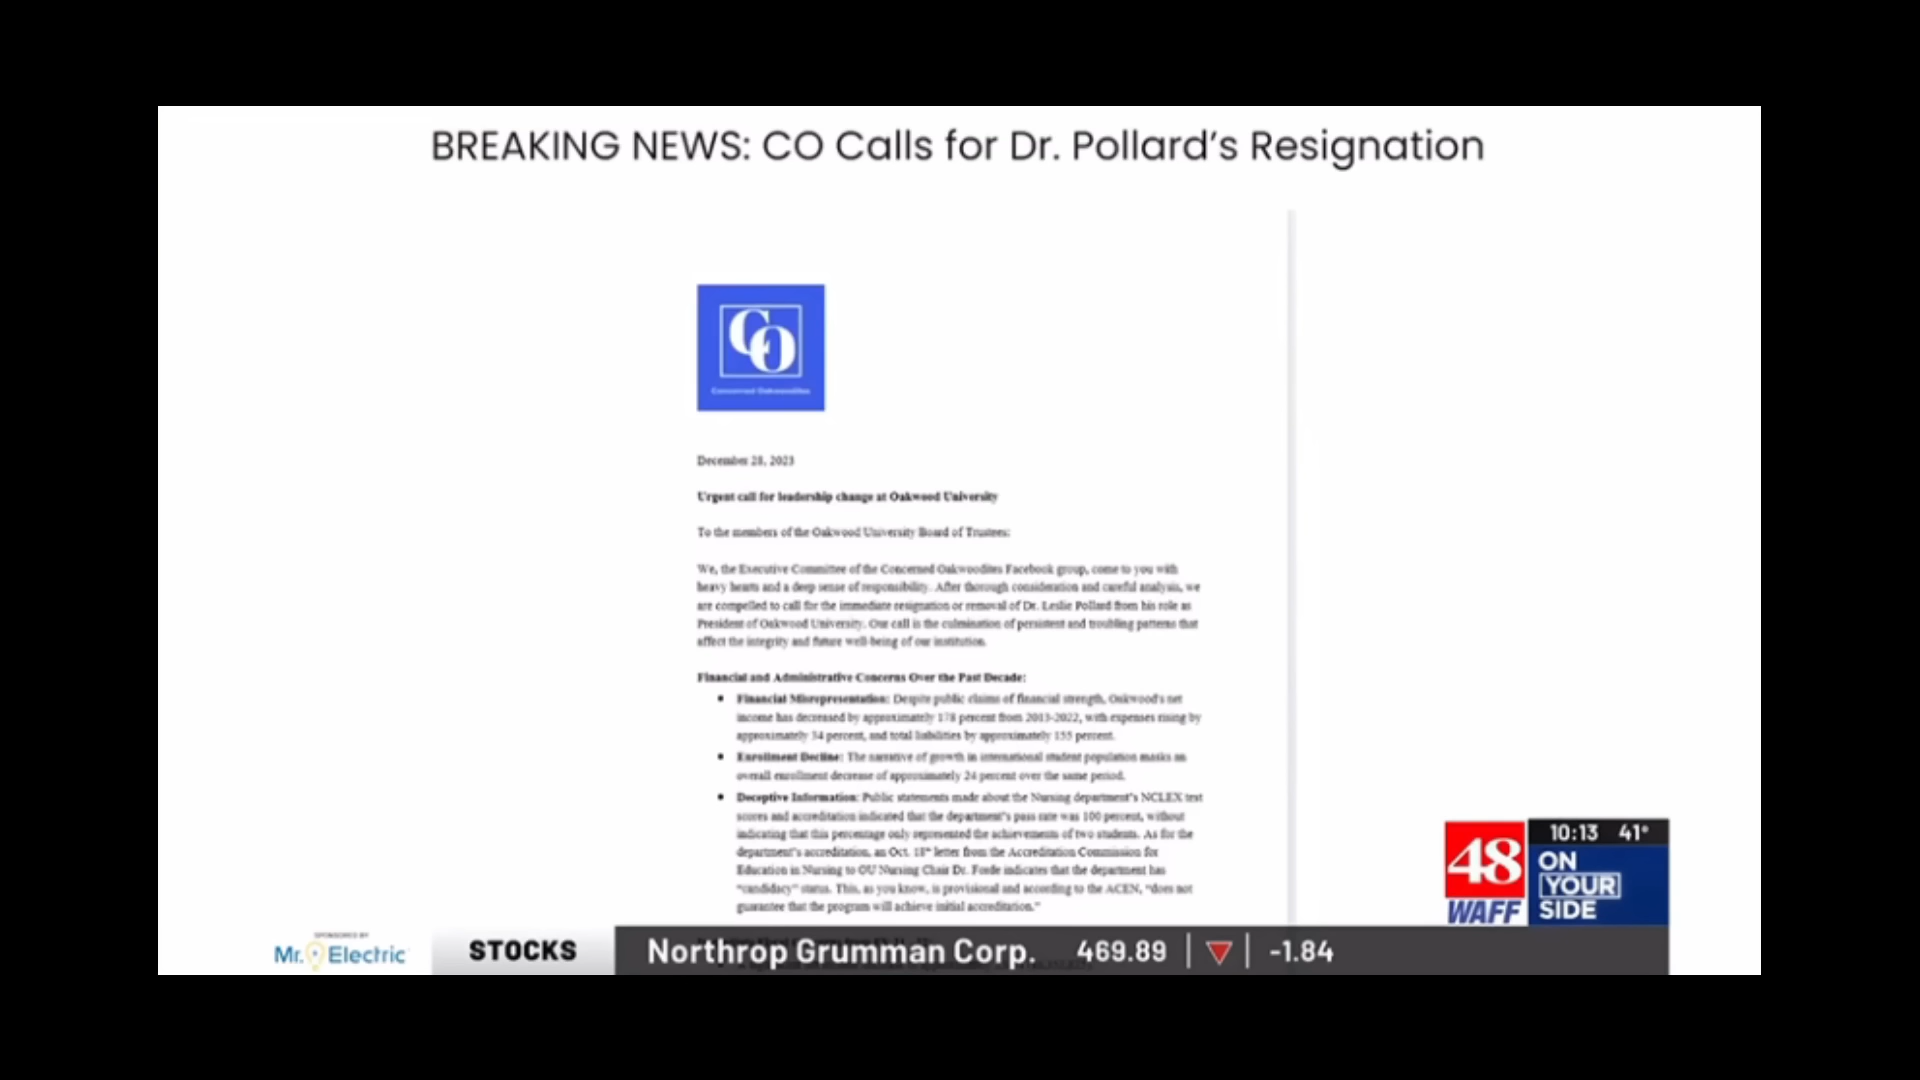 BREAKING NEWS: CO Calls for Dr. Pollard's Resignation
CO
Concerned Oakwoodites
December 28, 2023
Urgent call for leadership change at Oakwood University
To the members of the Oakwood University Board of Trustees:
We, the Executive Committee of the Concerned Oakwoodites Facebook group, come to you with
heavy hearts and a deep sense of responsibility. After thorough consideration and careful analysis, we
are compelled to call for the immediate resignation or removal of Dr. Leslie Pollard from his role as
President of Oakwood University. Our call is the culmination of persistent and troubling patterns that
affect the integrity and future well-being of our institution.
Financial and Administrative Concerns Over the Past Decade:
• Financial Misrepresentation: Despite public claims of financial strength, Oakwood's net
income has decreased by approximately 178 percent from 2013-2022, with expenses rising by
approximately 34 percent, and total liabilities by approximately 155 percent.
• Enrollment Decline: The narrative of growth in international student population masks an
overall enrollment decrease of approximately 24 percent over the same period.
• Deceptive Information: Public statements made about the Nursing department's NCLEX test
scores and accreditation indicated that the department's pass rate was 100 percent, without
indicating that this percentage only represented the achievements of two students. As for the
department's accreditation, an Oct. 18th letter from the Accreditation Commission for
Education in Nursing to OU Nursing Chair Dr. Forde indicates that the department has
"candidacy" status. This, as you know, is provisional and according to the ACEN, "does not
guarantee that the program will achieve initial accreditation."
48
WAFF
10:13 41°
ON
YOUR
SIDE
SPONSORED BY
Mr. Electric
STOCKS
Northrop Grumman Corp. 469.89 -1.84